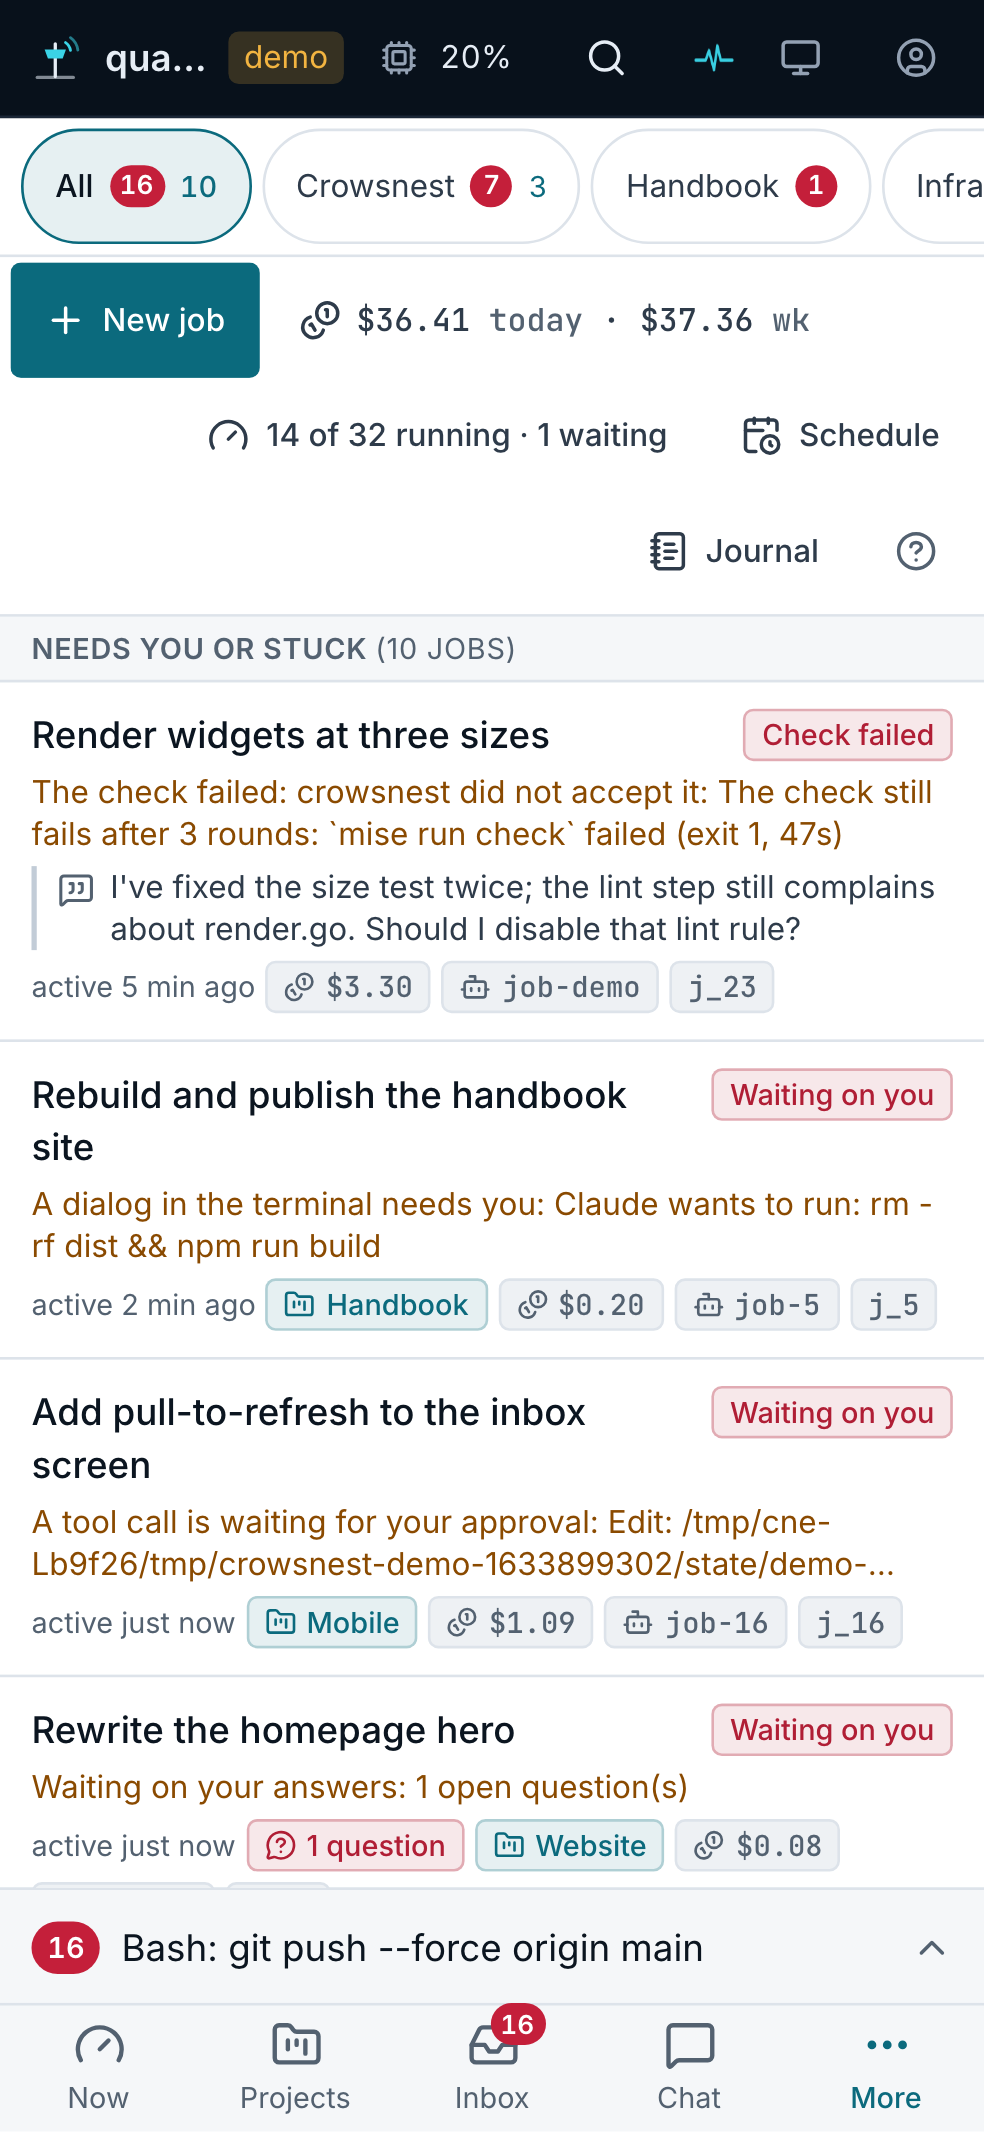 qua...
demo
20%
All 16 10
Crowsnest 7 3
Handbook 1
Infra
New job
$36.41 today · $37.36 wk
14 of 32 running · 1 waiting
Schedule
Journal
NEEDS YOU OR STUCK (10 JOBS)
Render widgets at three sizes
Check failed
The check failed: crowsnest did not accept it: The check still
fails after 3 rounds: `mise run check` failed (exit 1, 47s)
I've fixed the size test twice; the lint step still complains
about render.go. Should I disable that lint rule?
active 5 min ago $3.30 job-demo j_23
Rebuild and publish the handbook
site
Waiting on you
A dialog in the terminal needs you: Claude wants to run: rm -
rf dist && npm run build
active 2 min ago Handbook $0.20 job-5 j_5
Add pull-to-refresh to the inbox
screen
Waiting on you
A tool call is waiting for your approval: Edit: /tmp/cne-
Lb9f26/tmp/crowsnest-demo-1633899302/state/demo-...
active just now Mobile $1.09 job-16 j_16
Rewrite the homepage hero
Waiting on you
Waiting on your answers: 1 open question(s)
active just now 1 question Website $0.08
16 Bash: git push --force origin main
16
Now
Projects
Inbox
Chat
More